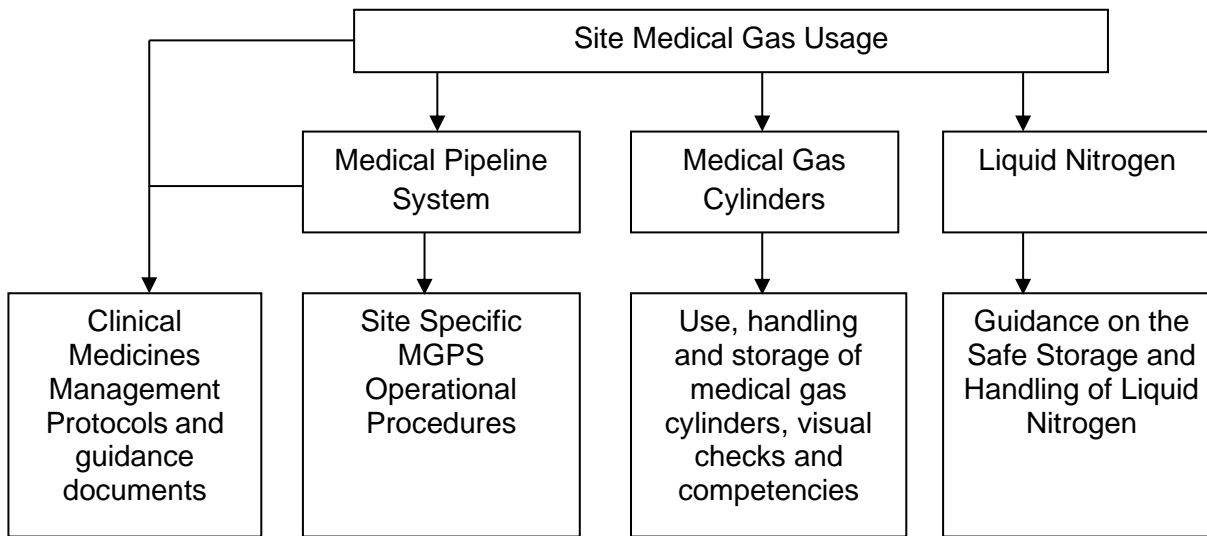 Site Medical Gas Usage
Medical Pipeline
System
Medical Gas
Cylinders
Liquid Nitrogen
Clinical
Medicines
Management
Protocols and
guidance
documents
Site Specific
MGPS
Operational
Procedures
Use, handling
and storage of
medical gas
cylinders, visual
checks and
competencies
Guidance on the
Safe Storage and
Handling of Liquid
Nitrogen